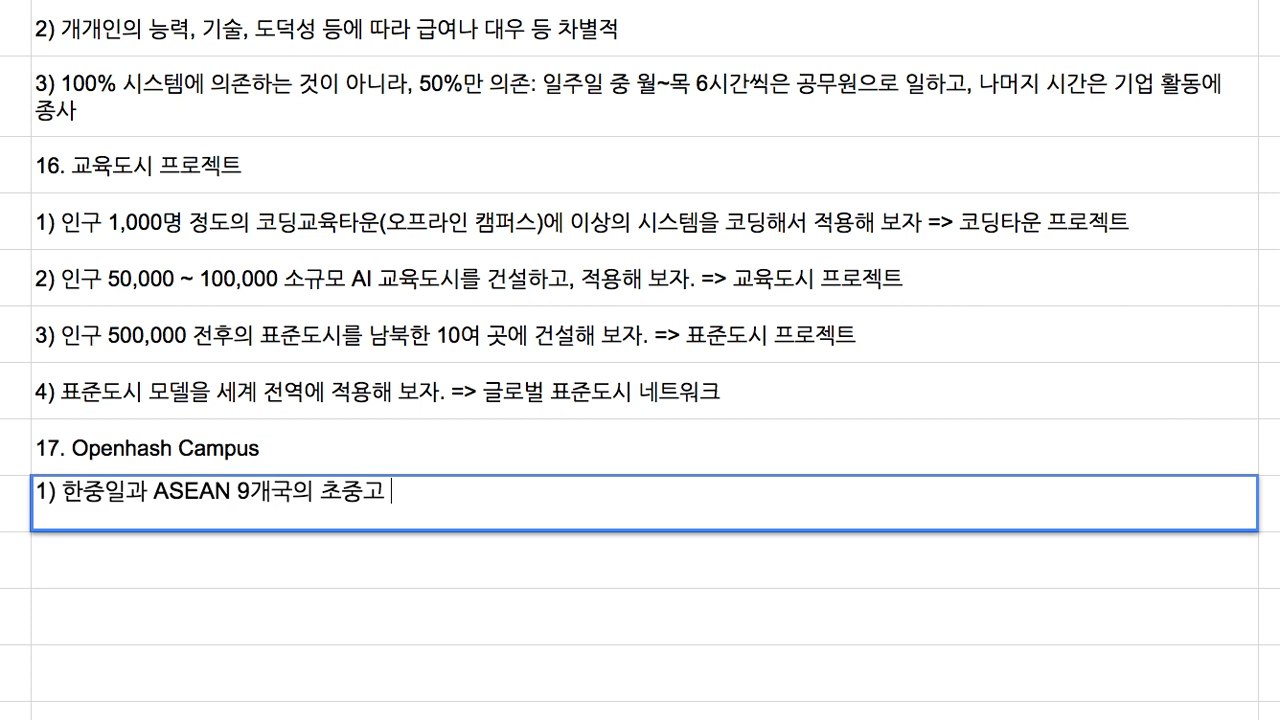 2) 개개인의 능력, 기술, 도덕성 등에 따라 급여나 대우 등 차별적
3) 100% 시스템에 의존하는 것이 아니라, 50%만 의존: 일주일 중 월~목 6시간씩은 공무원으로 일하고, 나머지 시간은 기업 활동에
종사
16. 교육도시 프로젝트
1) 인구 1,000명 정도의 코딩교육타운(오프라인 캠퍼스)에 이상의 시스템을 코딩해서 적용해 보자 => 코딩타운 프로젝트
2) 인구 50,000 ~ 100,000 소규모 AI 교육도시를 건설하고, 적용해 보자. => 교육도시 프로젝트
3) 인구 500,000 전후의 표준도시를 남북한 10여 곳에 건설해 보자. => 표준도시 프로젝트
4) 표준도시 모델을 세계 전역에 적용해 보자. => 글로벌 표준도시 네트워크
17. Openhash Campus
1) 한중일과 ASEAN 9개국의 초중고